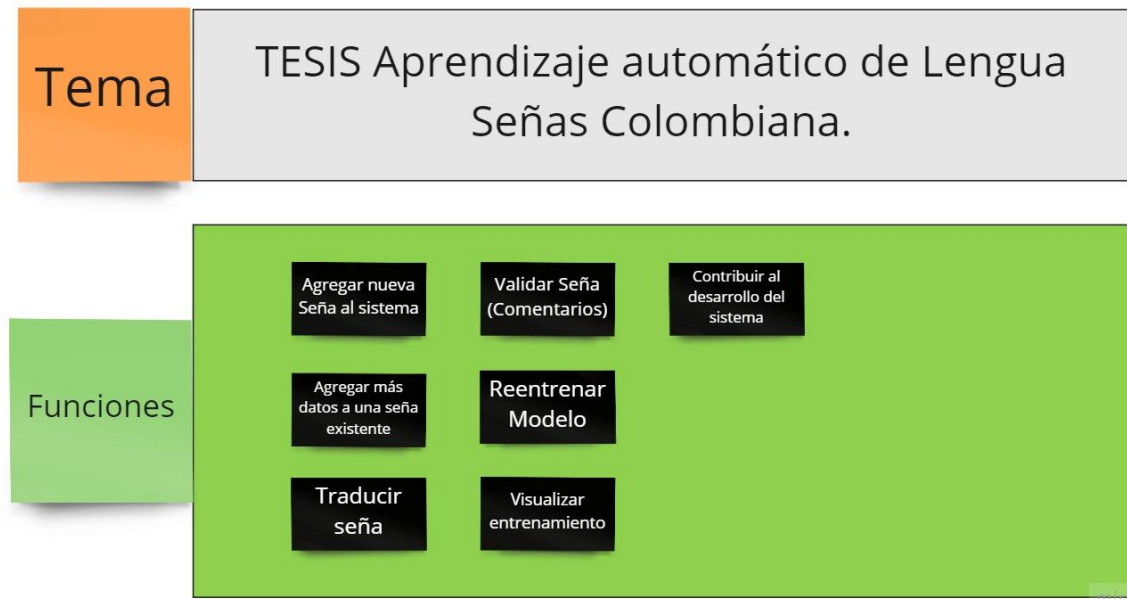 Tema
TESIS Aprendizaje automático de Lengua
Señas Colombiana.
Funciones
Agregar nueva
Seña al sistema
Validar Seña
(Comentarios)
Contribuir al
desarrollo del
sistema
Agregar más
datos a una seña
existente
Reentrenar
Modelo
Traducir
seña
Visualizar
entrenamiento